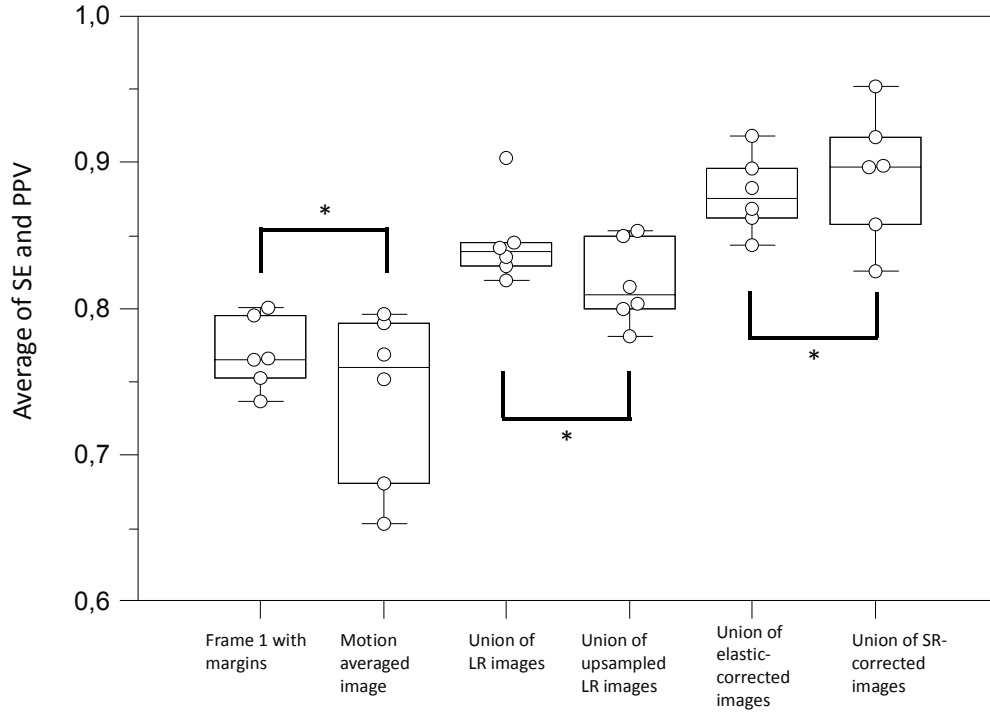 1,0
0,9
0,8
0,7
0,6
Average of SE and PPV
*
*
*
Frame 1 with
margins
Motion
averaged
image
Union of
LR images
Union of
upsampled
LR images
Union of
elastic-
corrected
images
Union of SR-
corrected
images